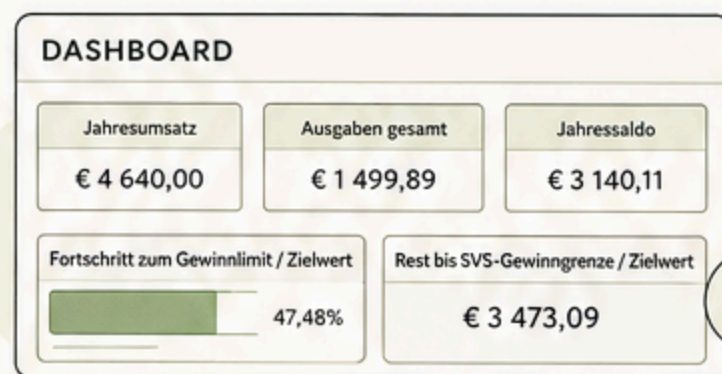 DASHBOARD
Jahresumsatz
€ 4 640,00
Ausgaben gesamt
€ 1 499,89
Jahressaldo
€ 3 140,11
Fortschritt zum Gewinnlimit / Zielwert
47,48%
Rest bis SVS-Gewinngrenze / Zielwert
€ 3 473,09